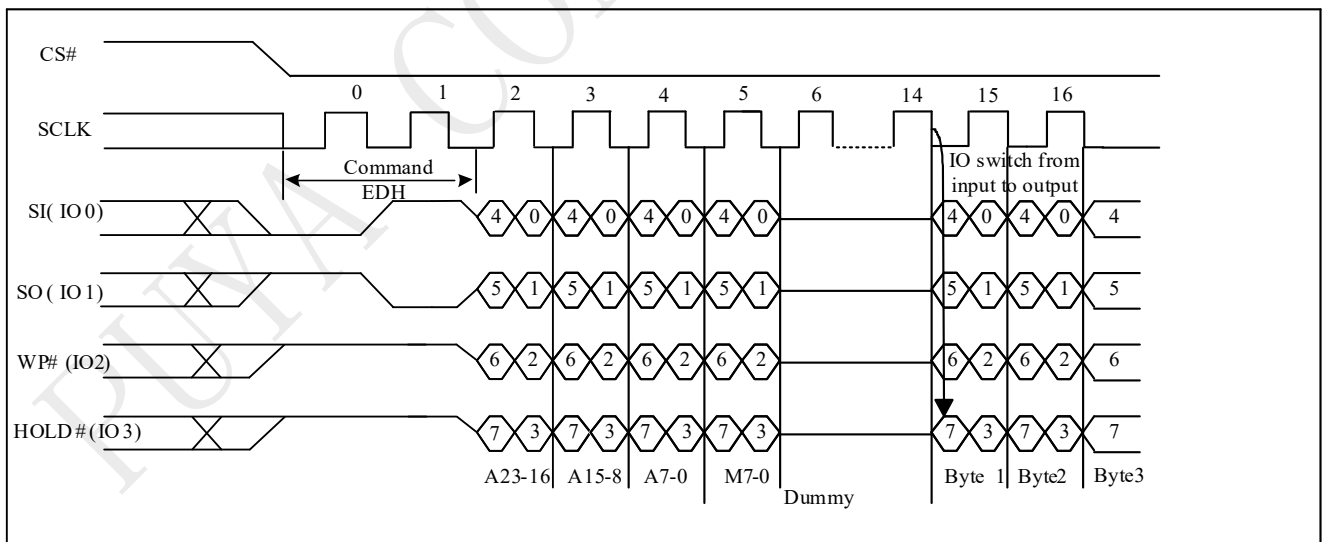 PUYA CO
CS#
0 1 2 3 4 5 6 14 15 16
SCLK
Command
EDH
IO switch from
input to output
SI( IO 0)
4 0 4 0 4 0 4 0 4 0 4 0 4
SO ( IO 1)
5 1 5 1 5 1 5 1 5 1 5 1 5
WP# (IO2)
6 2 6 2 6 2 6 2 6 2 6 2 6
HOLD # (IO 3)
7 3 7 3 7 3 7 3 7 3 7 3 7
A23-16 A15-8 A7-0 M7-0 Byte 1 Byte2 Byte3
Dummy